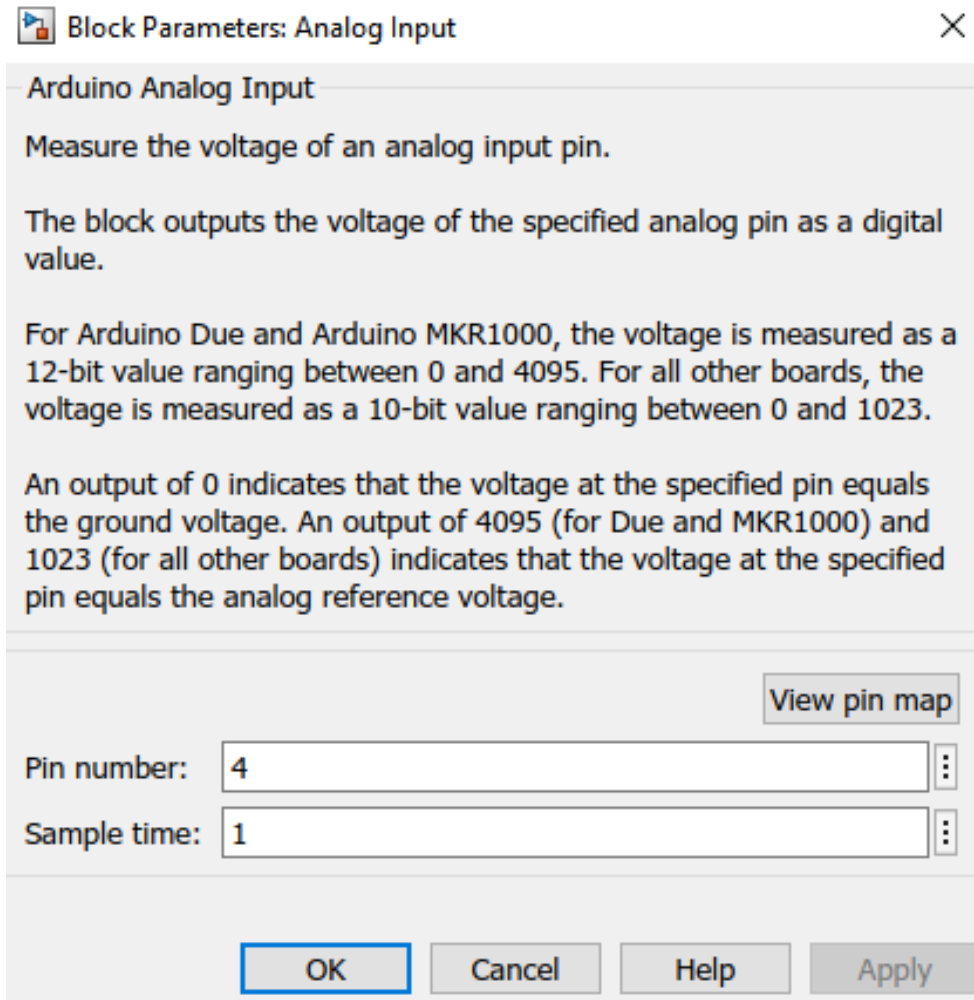 Block Parameters: Analog Input
Arduino Analog Input
Measure the voltage of an analog input pin.
The block outputs the voltage of the specified analog pin as a digital
value.
For Arduino Due and Arduino MKR1000, the voltage is measured as a
12-bit value ranging between 0 and 4095. For all other boards, the
voltage is measured as a 10-bit value ranging between 0 and 1023.
An output of 0 indicates that the voltage at the specified pin equals
the ground voltage. An output of 4095 (for Due and MKR1000) and
1023 (for all other boards) indicates that the voltage at the specified
pin equals the analog reference voltage.
View pin map
Pin number: 4
Sample time: 1
OK Cancel Help Apply